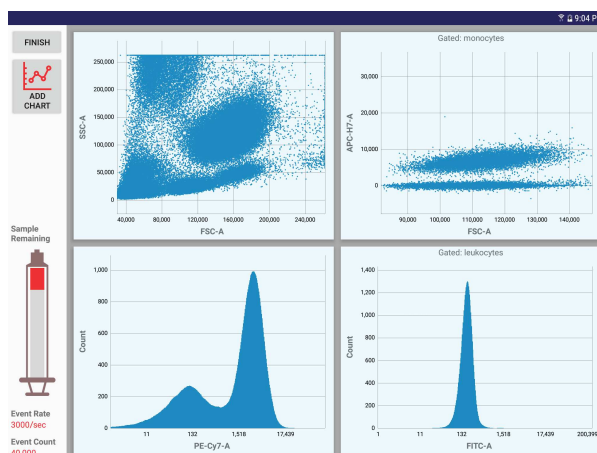 9:04 P
FINISH
ADD
CHART
Sample
Remaining
Event Rate
3000/sec
Event Count
40,000
SSC-A
250,000
200,000
150,000
100,000
50,000
0
40,000 80,000 120,000 160,000 200,000 240,000
FSC-A
Gated: monocytes
APC-H7-A
30,000
20,000
10,000
0
90,000 100,000 110,000 120,000 130,000 140,000
FSC-A
Count
1,000
800
600
400
200
0
11 132 1,518 17,439
PE-Cy7-A
Gated: leukocytes
Count
1,400
1,200
1,000
800
600
400
200
0
1 11 132 1,518 17,439 200,399
FITC-A